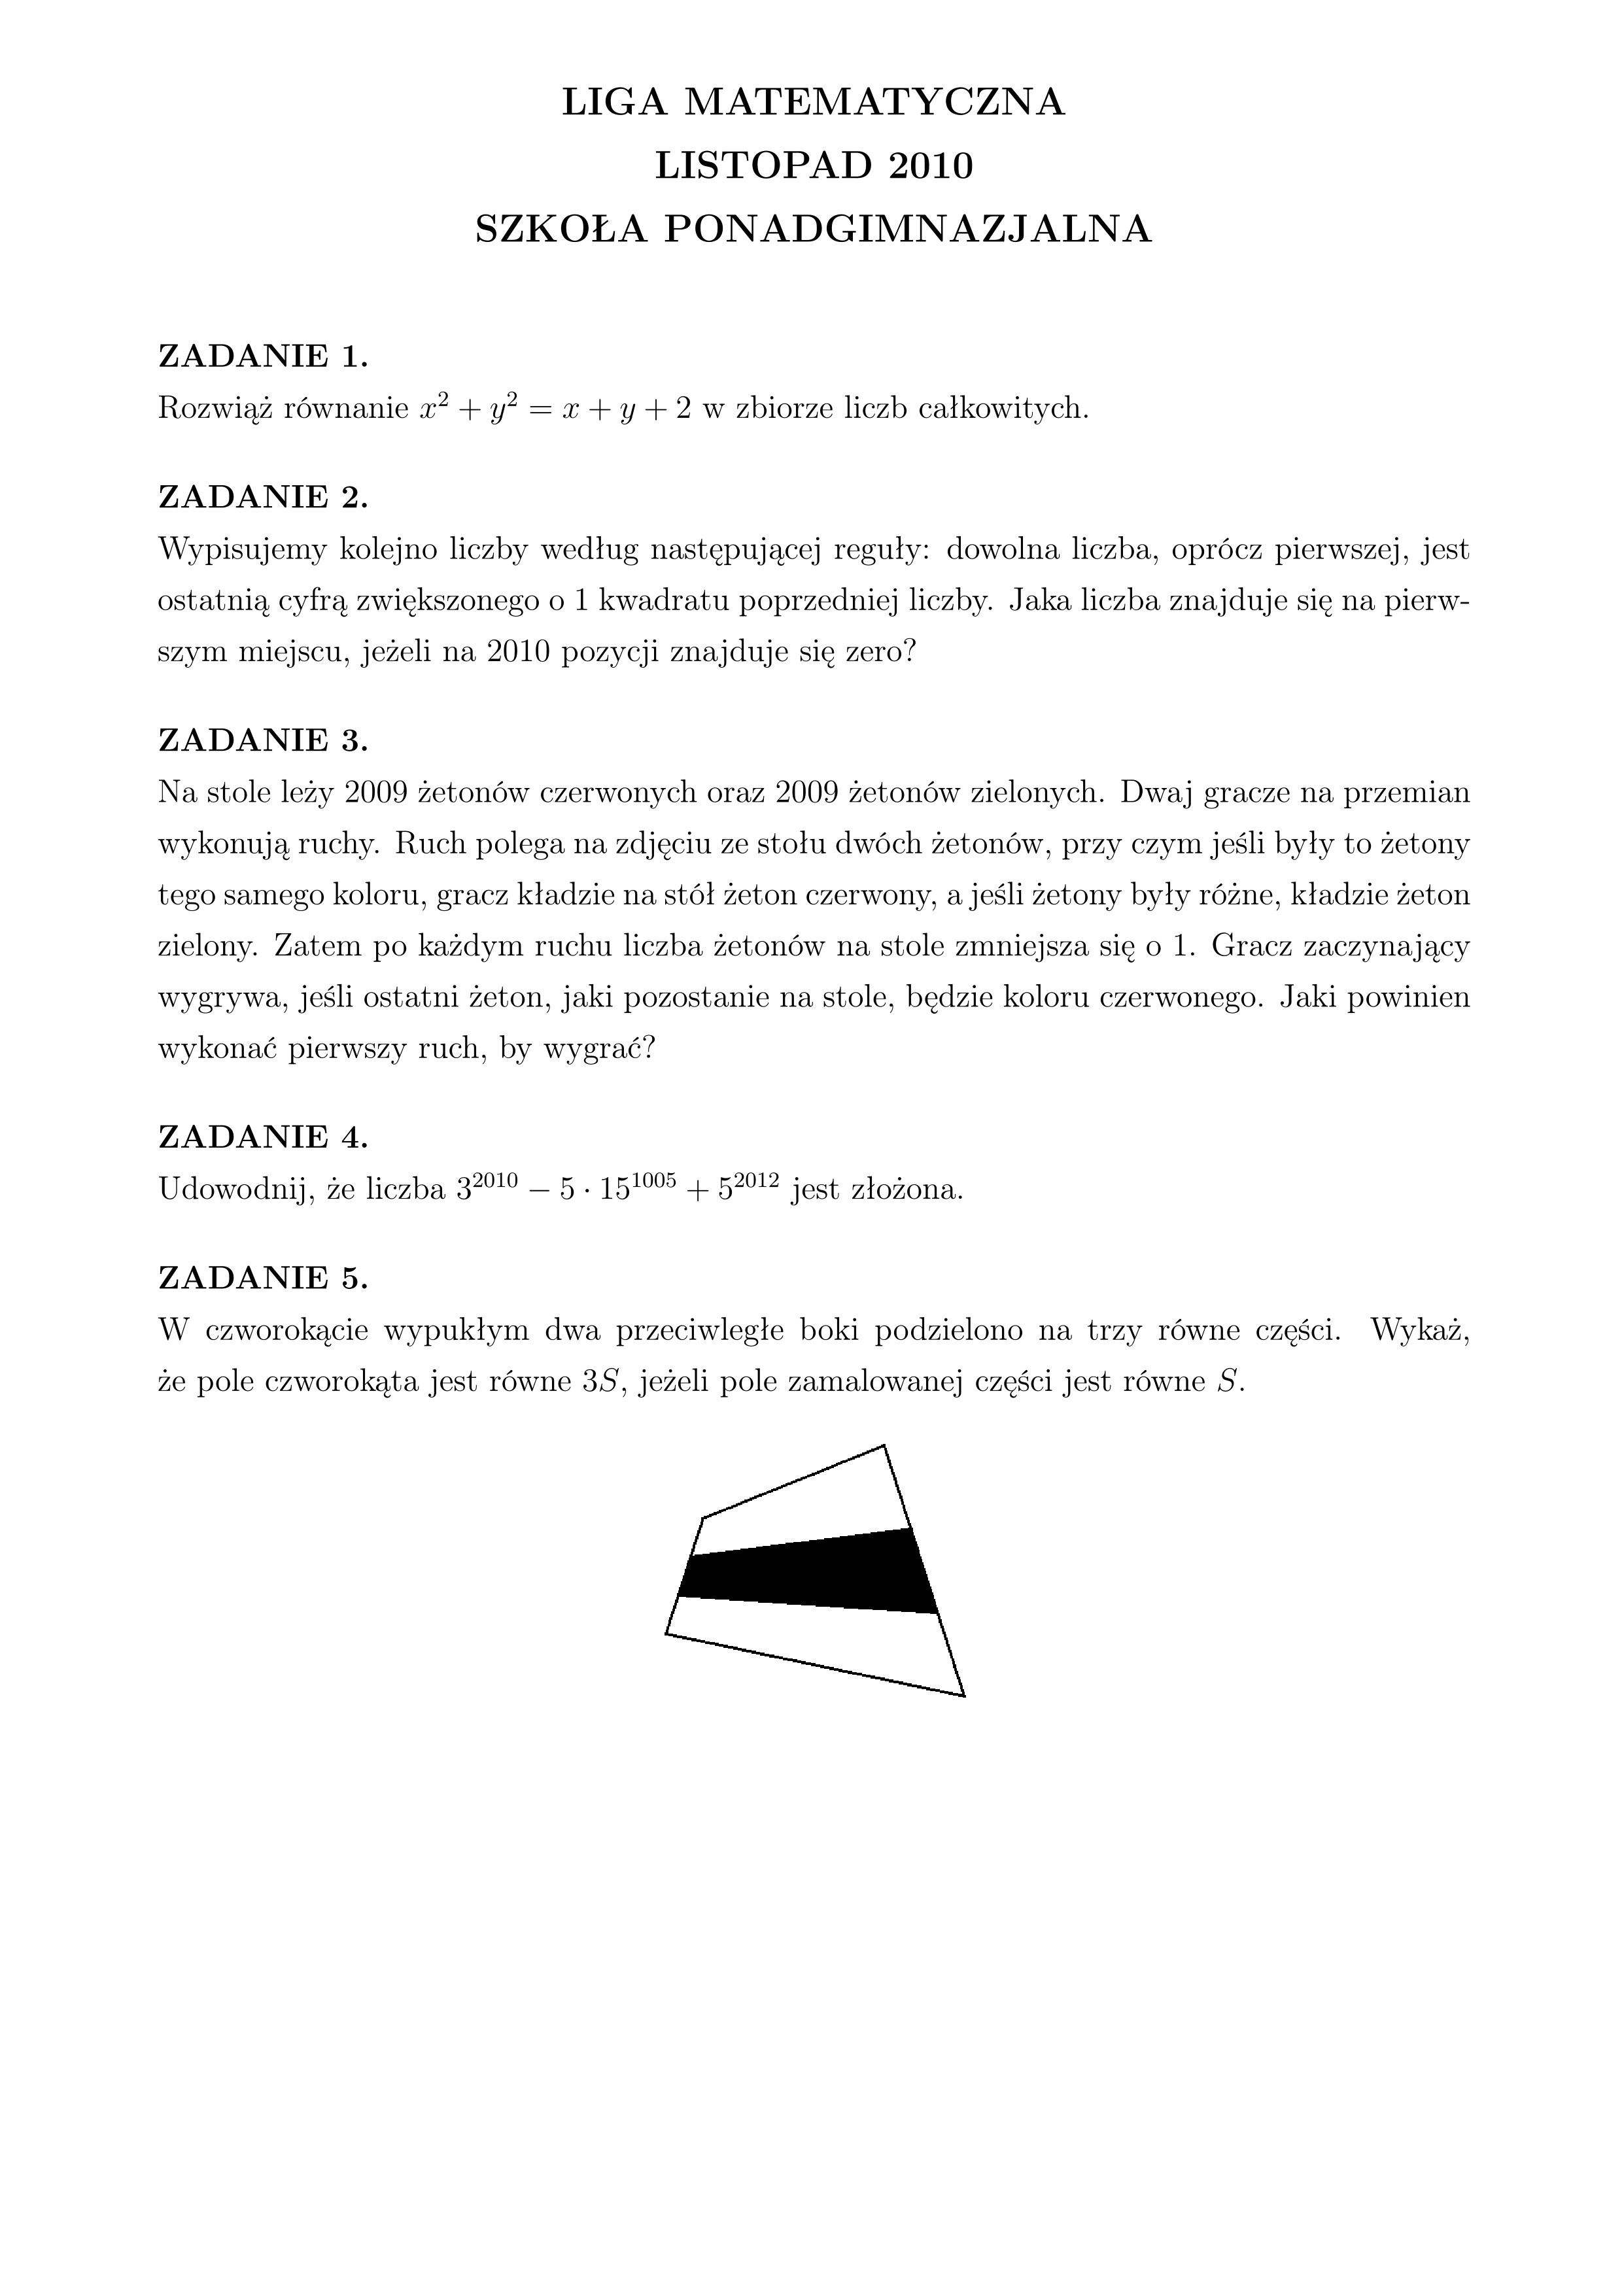 LIGA MATEMATYCZNA
LISTOPAD 2010
SZKOŁA PONADGIMNAZJALNA
ZADANIE 1.
Rozwiąż równanie $x^2 + y^2 = x + y + 2$ w zbiorze liczb całkowitych.
ZADANIE 2.
Wypisujemy kolejno liczby według następującej reguły: dowolna liczba, oprócz pierwszej, jest
ostatnią cyfrą zwiększonego o 1 kwadratu poprzedniej liczby. Jaka liczba znajduje się na pierw-
szym miejscu, jeżeli na 2010 pozycji znajduje się zero?
ZADANIE 3.
Na stole leży 2009 żetonów czerwonych oraz 2009 żetonów zielonych. Dwaj gracze na przemian
wykonują ruchy. Ruch polega na zdjęciu ze stołu dwóch żetonów, przy czym jeśli były to żetony
tego samego koloru, gracz kładzie na stół żeton czerwony, a jeśli żetony były różne, kładzie żeton
zielony. Zatem po każdym ruchu liczba żetonów na stole zmniejsza się o 1. Gracz zaczynający
wygrywa, jeśli ostatni żeton, jaki pozostanie na stole, będzie koloru czerwonego. Jaki powinien
wykonać pierwszy ruch, by wygrać?
ZADANIE 4.
Udowodnij, że liczba $3^{2010} - 5 \cdot 15^{1005} + 5^{2012}$ jest złożona.
ZADANIE 5.
W czworokącie wypukłym dwa przeciwległe boki podzielono na trzy równe części. Wykaż,
że pole czworokąta jest równe $3S$, jeżeli pole zamalowanej części jest równe $S$.